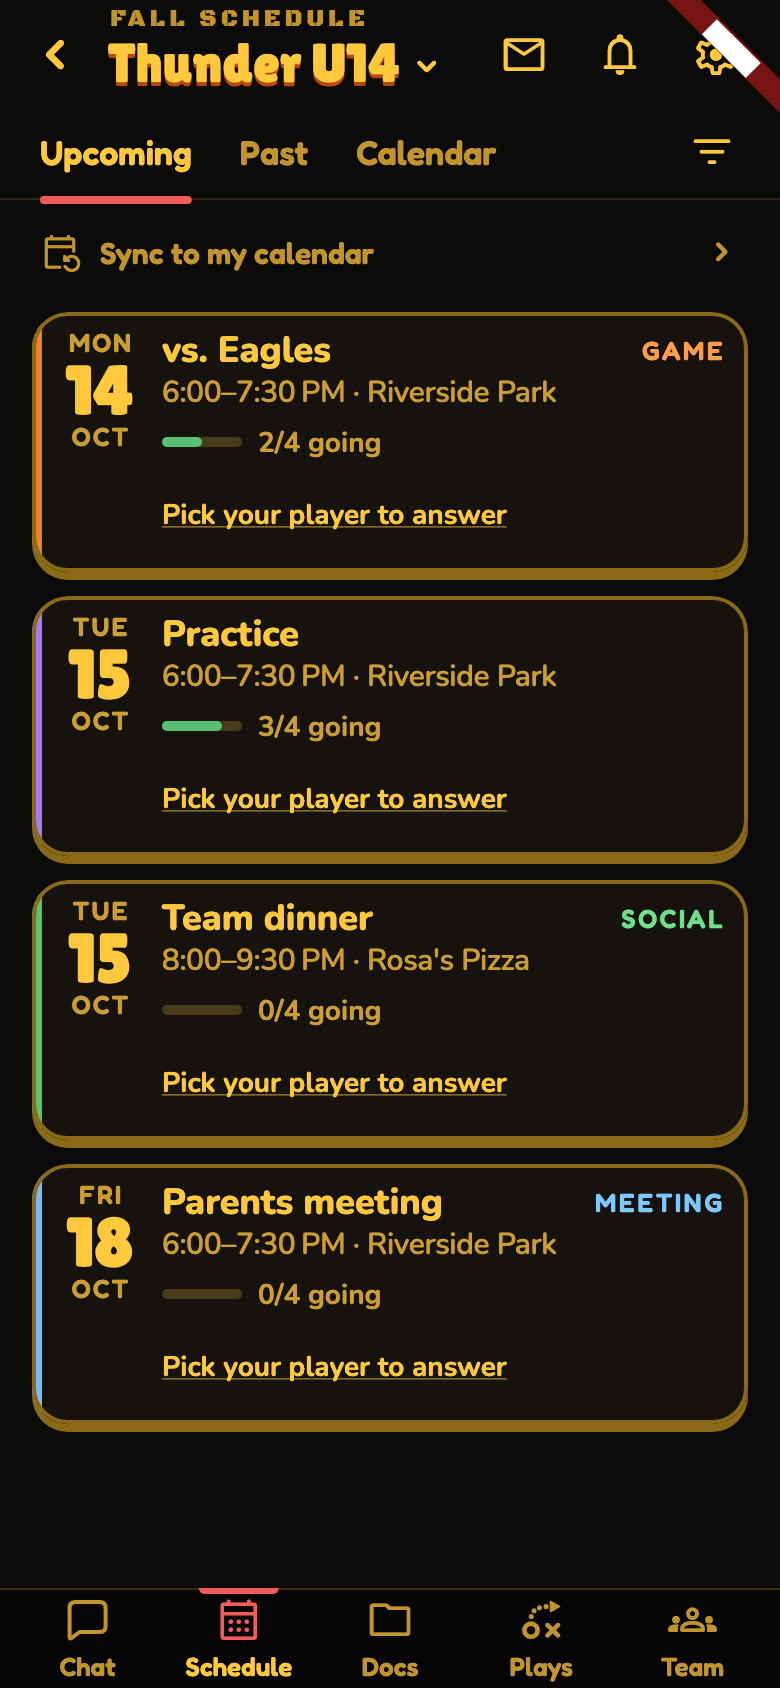 FALL SCHEDULE
Thunder U14
Upcoming Past Calendar
Sync to my calendar
MON
14
OCT
vs. Eagles
GAME
6:00–7:30 PM · Riverside Park
2/4 going
Pick your player to answer
TUE
15
OCT
Practice
6:00–7:30 PM · Riverside Park
3/4 going
Pick your player to answer
TUE
15
OCT
Team dinner
SOCIAL
8:00–9:30 PM · Rosa's Pizza
0/4 going
Pick your player to answer
FRI
18
OCT
Parents meeting
MEETING
6:00–7:30 PM · Riverside Park
0/4 going
Pick your player to answer
Chat Schedule Docs Plays Team